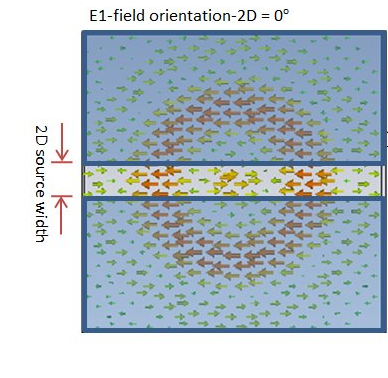 E1-field orientation-2D = 0°
2D source width